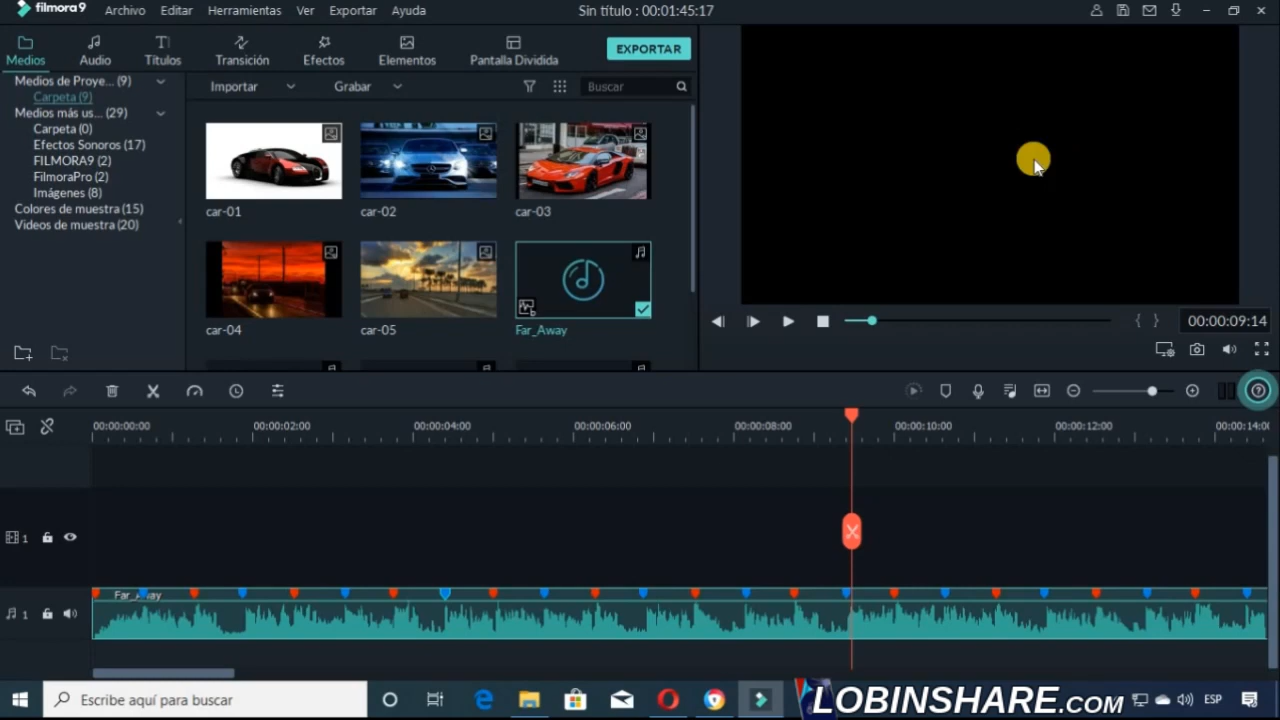 filmora9 Archivo Editar Herramientas Ver Exportar Ayuda Sin título : 00:01:45:17
Medios Audio Títulos Transición Efectos Elementos Pantalla Dividida EXPORTAR
Medios de Proye... (9)
Carpeta (9)
Medios más us... (29)
Carpeta (0)
Efectos Sonoros (17)
FILMORA9 (2)
FilmoraPro (2)
Imágenes (8)
Colores de muestra (15)
Videos de muestra (20)
Importar Grabar Buscar
car-01 car-02 car-03
car-04 car-05 Far_Away
00:00:09:14
00:00:00:00 00:00:02:00 00:00:04:00 00:00:06:00 00:00:08:00 00:00:10:00 00:00:12:00 00:00:14:00
1
Far_Away
1
Escribe aquí para buscar
LOBINSHARE.COM
ESP